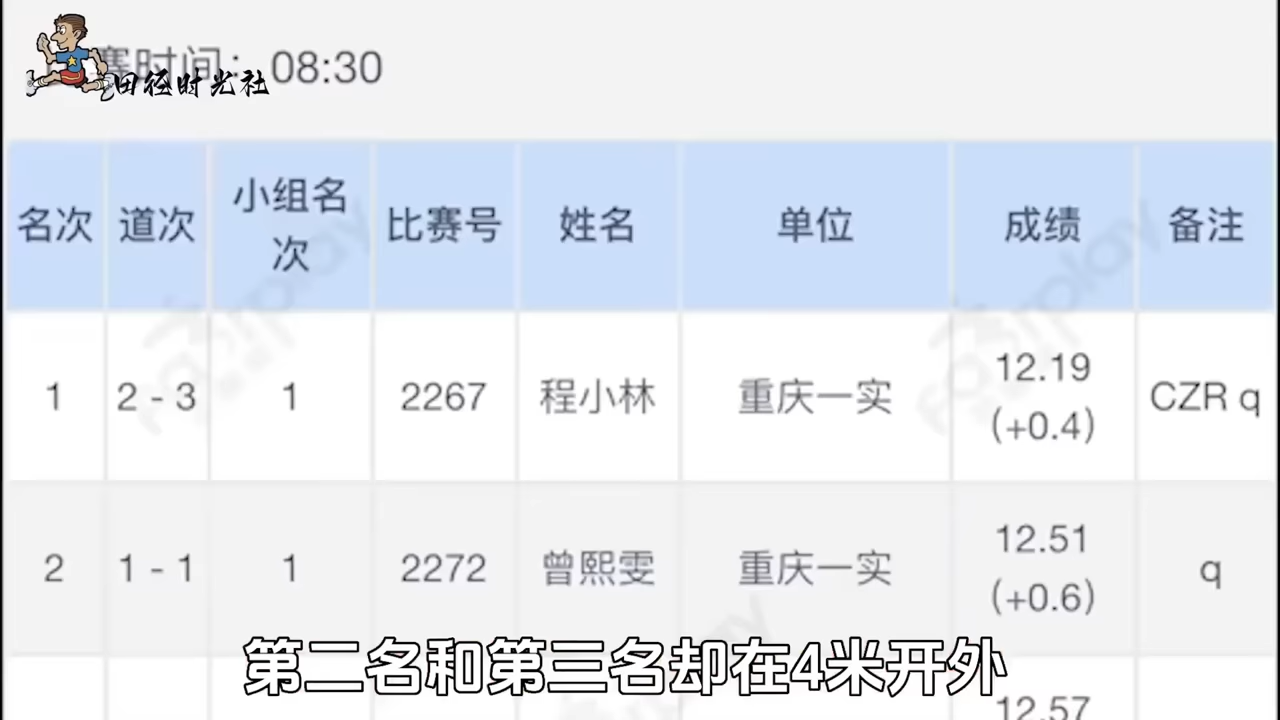 赛时间：08:30
田径时光社
名次 道次 小组名次 比赛号 姓名 单位 成绩 备注
1 2 - 3 1 2267 程小林 重庆一实 12.19 (+0.4) CZR q
2 1 - 1 1 2272 曾熙雯 重庆一实 12.51 (+0.6) q
12.57
第二名和第三名却在4米开外